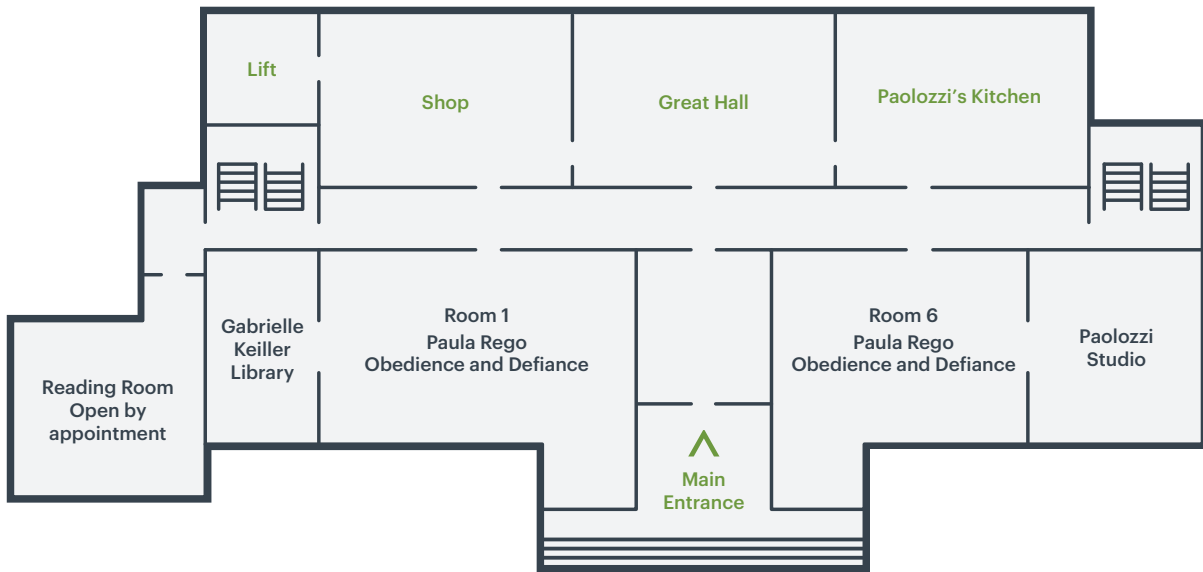 Lift
Shop
Great Hall
Paolozzi’s Kitchen
Gabrielle
Keiller
Library
Room 1
Paula Rego
Obedience and Defiance
Room 6
Paula Rego
Obedience and Defiance
Paolozzi
Studio
Reading Room
Open by
appointment
Main
Entrance